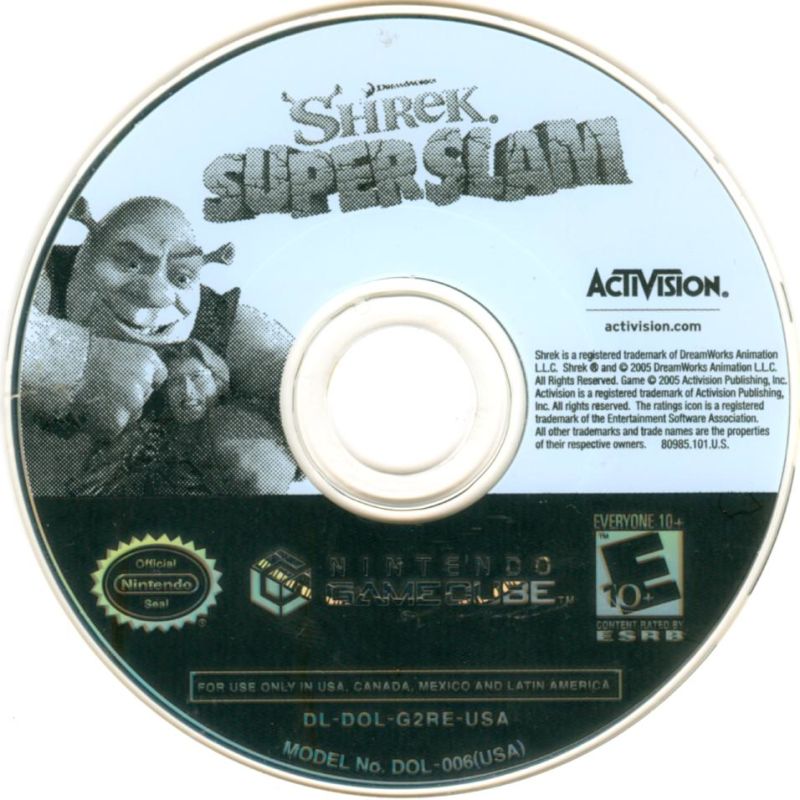 DREAMWORKS
SHREK®
SUPER SLAM
ACTIVISION®
activision.com
Shrek is a registered trademark of DreamWorks Animation
L.L.C. Shrek ® and © 2005 DreamWorks Animation L.L.C.
All Rights Reserved. Game © 2005 Activision Publishing, Inc.
Activision is a registered trademark of Activision Publishing,
Inc. All rights reserved. The ratings icon is a registered
trademark of the Entertainment Software Association.
All other trademarks and trade names are the properties
of their respective owners. 80985.101.U.S.
EVERYONE 10+
E
10+
CONTENT RATED BY
ESRB
Official
Nintendo
Seal
NINTENDO
GAMECUBE™
FOR USE ONLY IN USA, CANADA, MEXICO AND LATIN AMERICA
DL-DOL-G2RE-USA
MODEL No. DOL-006(USA)